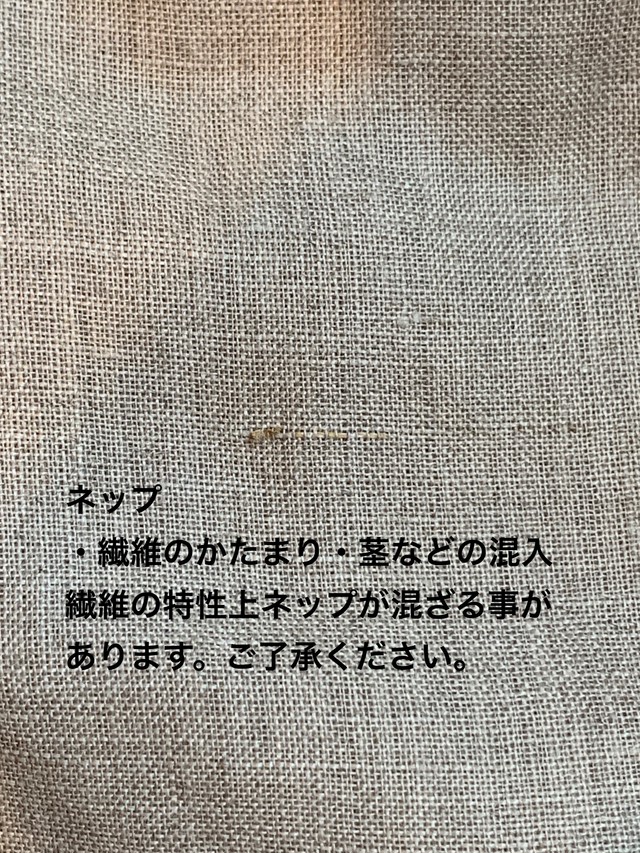 ネップ
・繊維のかたまり・茎などの混入
繊維の特性上ネップが混ざる事が
あります。ご了承ください。